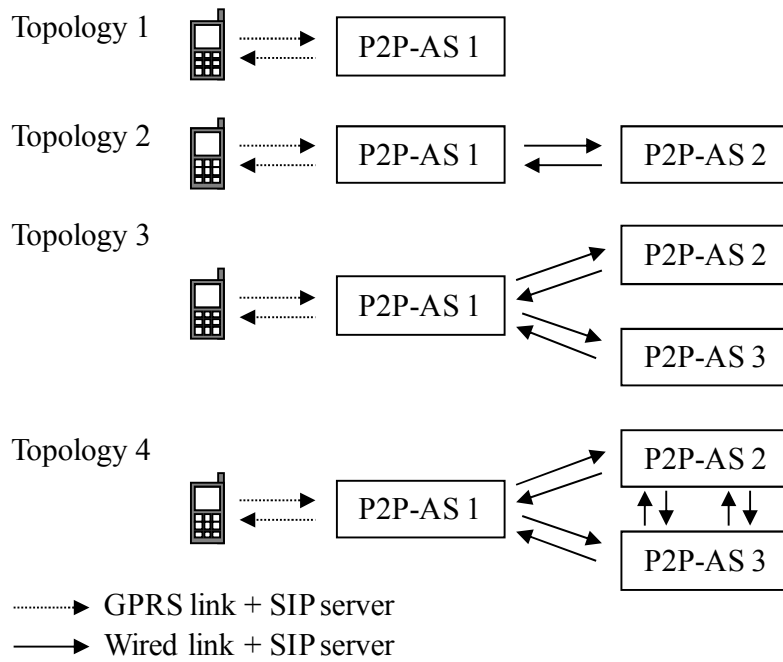 Topology 1
P2P-AS 1
Topology 2
P2P-AS 1
P2P-AS 2
Topology 3
P2P-AS 2
P2P-AS 1
P2P-AS 3
Topology 4
P2P-AS 2
P2P-AS 1
P2P-AS 3
GPRS link + SIP server
Wired link + SIP server